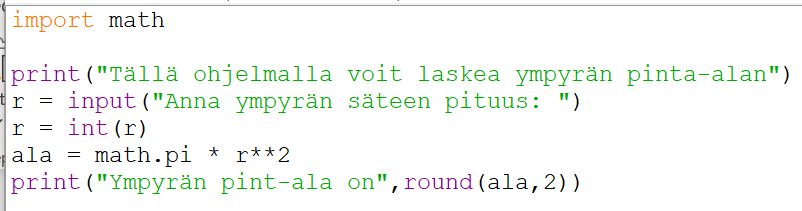 import math
print("Tällä ohjelmalla voit laskea ympyrän pinta-alan")
r = input("Anna ympyrän säteen pituus: ")
r = int(r)
ala = math.pi * r**2
print("Ympyrän pint-ala on",round(ala,2))